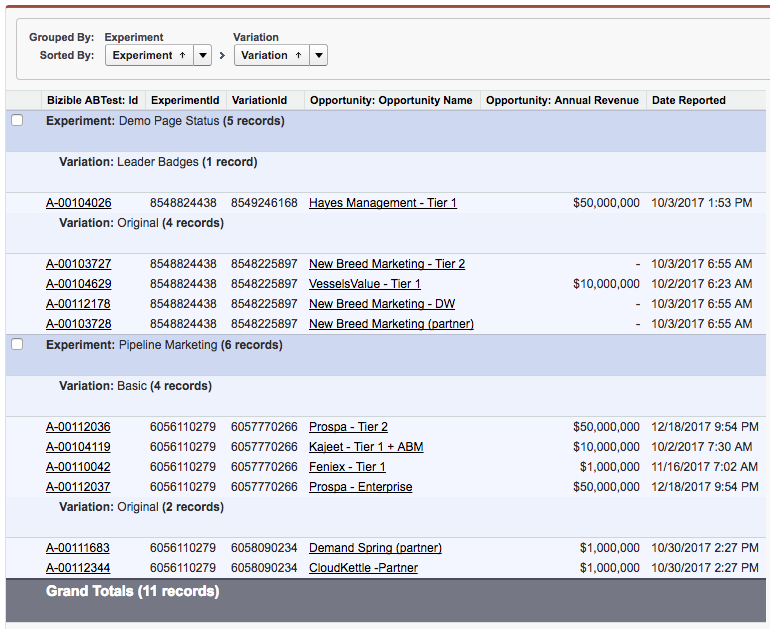 Grouped By: Experiment Variation
Sorted By: Experiment ↑ ▼ > Variation ↑ ▼
Bizible ABTest: Id ExperimentId VariationId Opportunity: Opportunity Name Opportunity: Annual Revenue Date Reported
Experiment: Demo Page Status (5 records)
Variation: Leader Badges (1 record)
A-00104026 8548824438 8549246168 Hayes Management - Tier 1 $50,000,000 10/3/2017 1:53 PM
Variation: Original (4 records)
A-00103727 8548824438 8548225897 New Breed Marketing - Tier 2 - 10/3/2017 6:55 AM
A-00104629 8548824438 8548225897 VesselsValue - Tier 1 $10,000,000 10/2/2017 6:23 AM
A-00112178 8548824438 8548225897 New Breed Marketing - DW - 10/3/2017 6:55 AM
A-00103728 8548824438 8548225897 New Breed Marketing (partner) - 10/3/2017 6:55 AM
Experiment: Pipeline Marketing (6 records)
Variation: Basic (4 records)
A-00112036 6056110279 6057770266 Prospa - Tier 2 $50,000,000 12/18/2017 9:54 PM
A-00104119 6056110279 6057770266 Kajeet - Tier 1 + ABM $10,000,000 10/2/2017 7:30 AM
A-00110042 6056110279 6057770266 Feniex - Tier 1 $1,000,000 11/16/2017 7:02 AM
A-00112037 6056110279 6057770266 Prospa - Enterprise $50,000,000 12/18/2017 9:54 PM
Variation: Original (2 records)
A-00111683 6056110279 6058090234 Demand Spring (partner) $1,000,000 10/30/2017 2:27 PM
A-00112344 6056110279 6058090234 CloudKettle -Partner $1,000,000 10/30/2017 2:27 PM
Grand Totals (11 records)